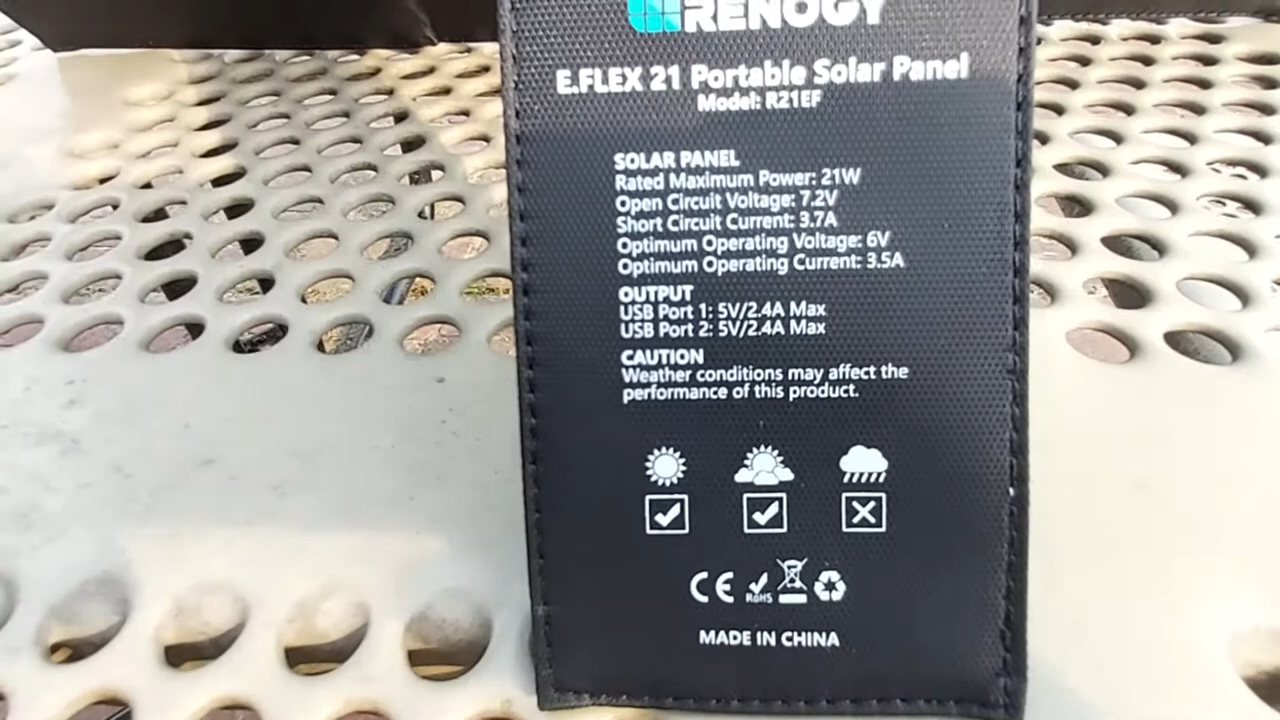 RENOGY
E.FLEX 21 Portable Solar Panel
Model: R21EF
SOLAR PANEL
Rated Maximum Power: 21W
Open Circuit Voltage: 7.2V
Short Circuit Current: 3.7A
Optimum Operating Voltage: 6V
Optimum Operating Current: 3.5A
OUTPUT
USB Port 1: 5V/2.4A Max
USB Port 2: 5V/2.4A Max
CAUTION
Weather conditions may affect the
performance of this product.
CE RoHS
MADE IN CHINA